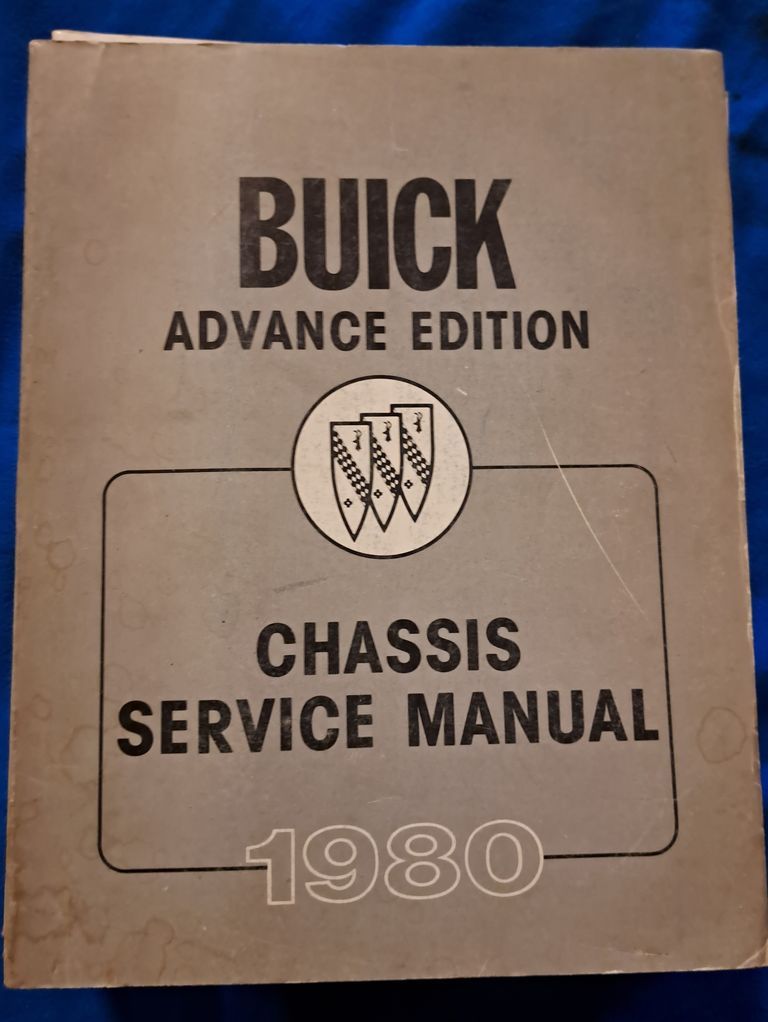 BUICK
ADVANCE EDITION
CHASSIS
SERVICE MANUAL
1980